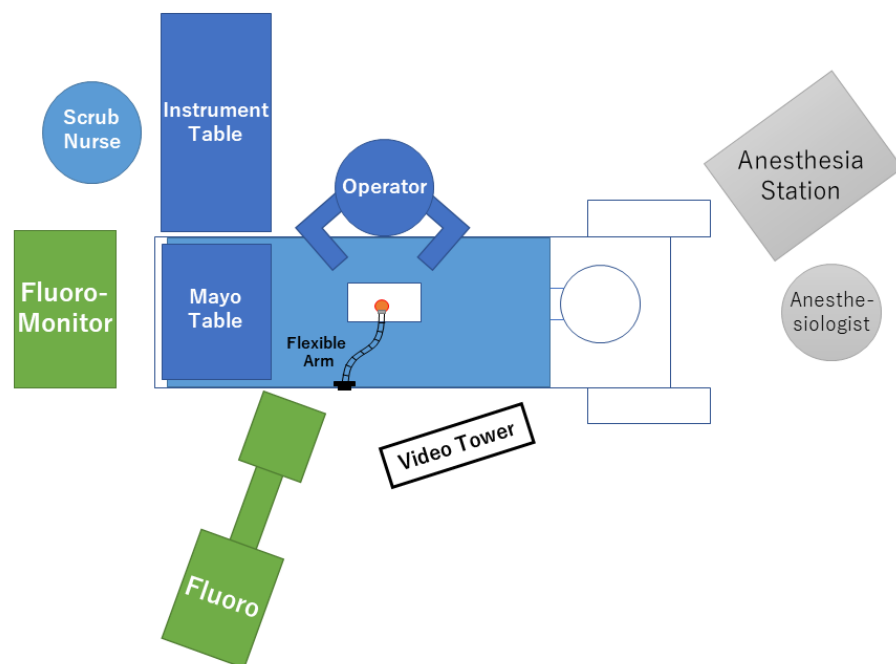 Scrub
Nurse
Instrument
Table
Operator
Anesthesia
Station
Fluoro-
Monitor
Mayo
Table
Flexible
Arm
Anesthe-
siologist
Video Tower
Fluoro